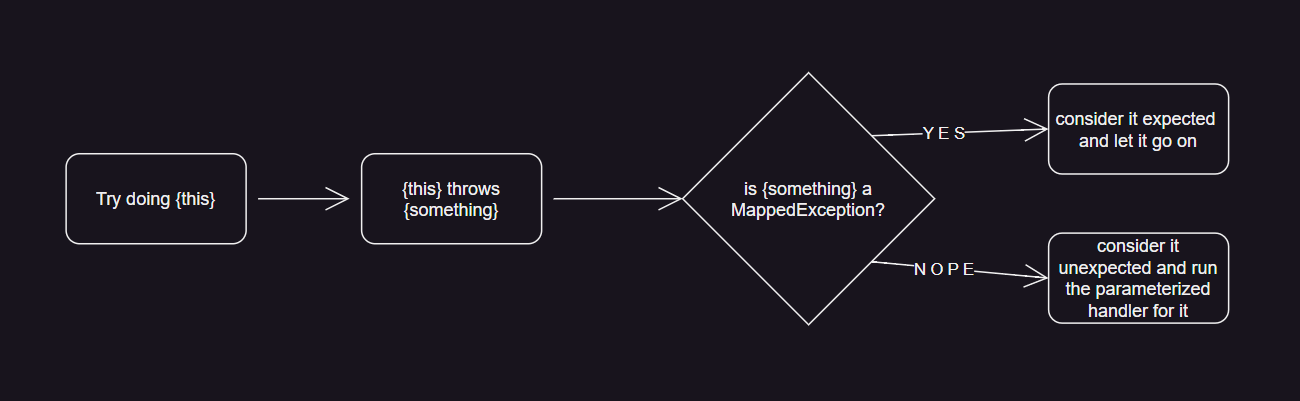 Try doing {this}
{this} throws
{something}
is {something} a
MappedException?
YES
consider it expected
and let it go on
NOPE
consider it
unexpected and run
the parameterized
handler for it